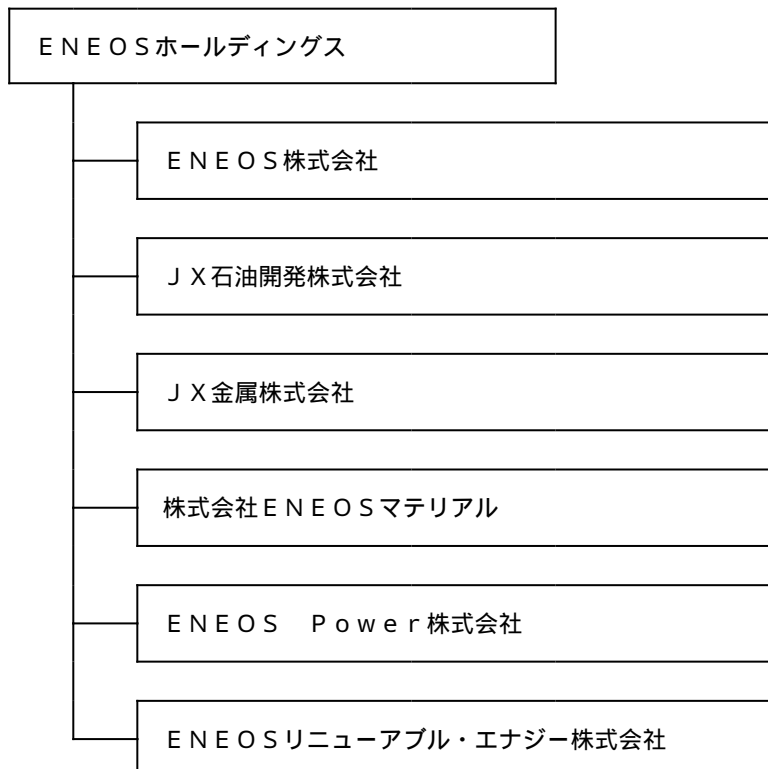 ＥＮＥＯＳホールディングス
ＥＮＥＯＳ株式会社
ＪＸ石油開発株式会社
ＪＸ金属株式会社
株式会社ＥＮＥＯＳマテリアル
ＥＮＥＯＳ　Ｐｏｗｅｒ株式会社
ＥＮＥＯＳリニューアブル・エナジー株式会社